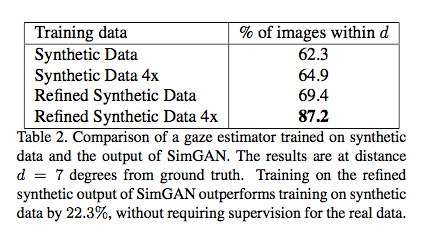 Training data % of images within d
Synthetic Data 62.3
Synthetic Data 4x 64.9
Refined Synthetic Data 69.4
Refined Synthetic Data 4x 87.2
Table 2. Comparison of a gaze estimator trained on synthetic
data and the output of SimGAN. The results are at distance
d = 7 degrees from ground truth. Training on the refined
synthetic output of SimGAN outperforms training on synthetic
data by 22.3%, without requiring supervision for the real data.